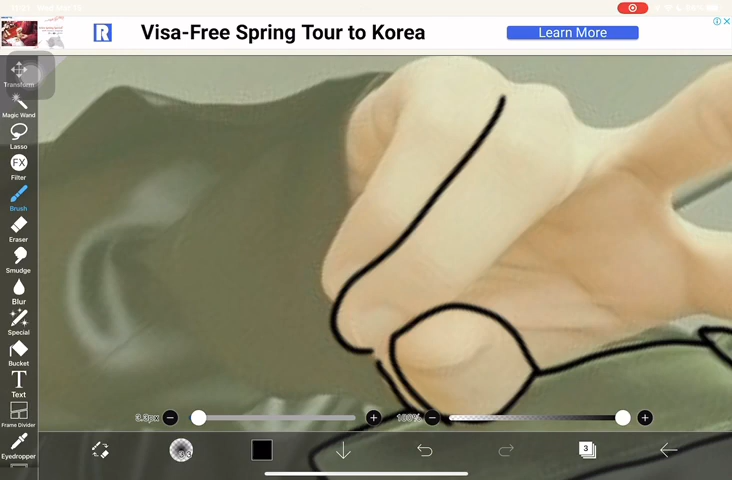 Visa-Free Spring Tour to Korea
Learn More
Transform
Magic Wand
Lasso
FX
Filter
Brush
Eraser
Smudge
Blur
Special
Bucket
T
Text
Frame Divider
Eyedropper
3.3px
100%
3